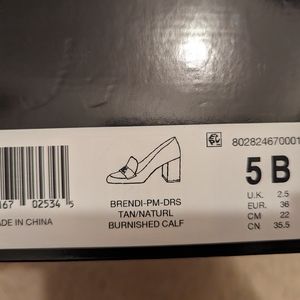 802824670001
5 B
U.K. 2.5
EUR. 36
CM 22
CN 35.5
BRENDI-PM-DRS
TAN/NATURL
BURNISHED CALF
167 02534 5
ADE IN CHINA